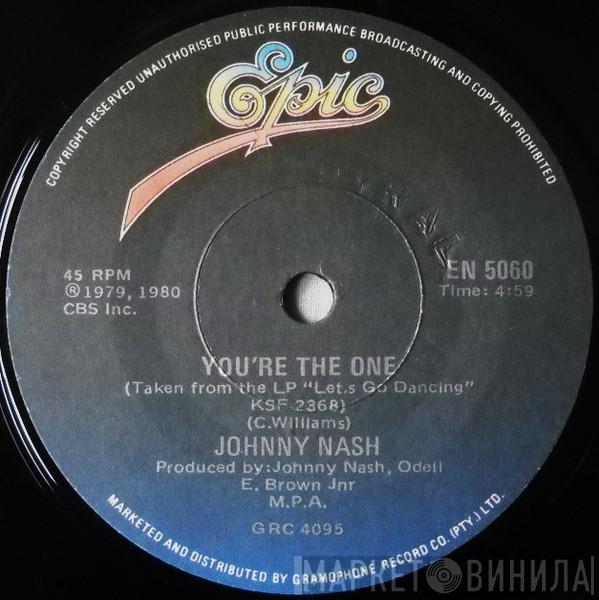 COPYRIGHT RESERVED UNAUTHORISED PUBLIC PERFORMANCE BROADCASTING AND COPYING PROHIBITED
Epic
45 RPM
℗ 1979, 1980
CBS Inc.
EN 5060
Time: 4:59
YOU'RE THE ONE
(Taken from the LP "Let,s Go Dancing"
KSF 2368)
(C.Williams)
JOHNNY NASH
Produced by:Johnny Nash, Odell
E. Brown Jnr
M.P.A.
GRC 4095
MARKETED AND DISTRIBUTED BY GRAMOPHONE RECORD CO. (PTY.) LTD.
МАРКЕТ ВИНИЛА